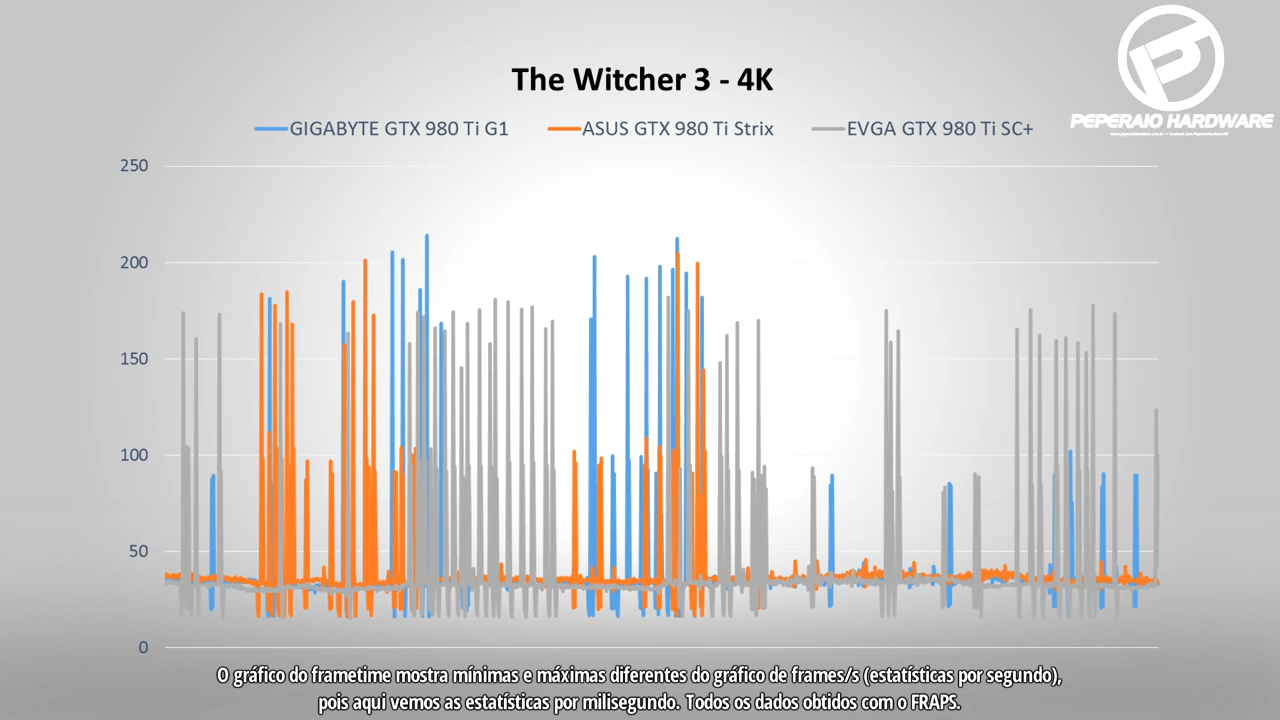 The Witcher 3 - 4K
GIGABYTE GTX 980 Ti G1
ASUS GTX 980 Ti Strix
EVGA GTX 980 Ti SC+
PEPERAIO HARDWARE
250
200
150
100
50
0
O gráfico do frametime mostra mínimas e máximas diferentes do gráfico de frames/s (estatísticas por segundo),
pois aqui vemos as estatísticas por milisegundo. Todos os dados obtidos com o FRAPS.